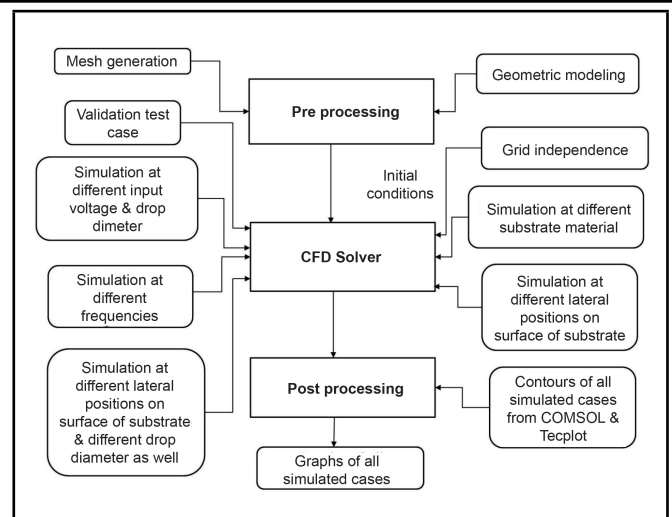 Mesh generation
Geometric modeling
Pre processing
Validation test
case
Grid independence
Initial
conditions
Simulation at
different input
voltage & drop
dimeter
Simulation at different
substrate material
CFD Solver
Simulation at
different
frequencies
Simulation at
different lateral
positions on
surface of substrate
Simulation at
different lateral
positions on
surface of substrate
& different drop
diameter as well
Post processing
Contours of all
simulated cases
from COMSOL &
Tecplot
Graphs of all
simulated cases